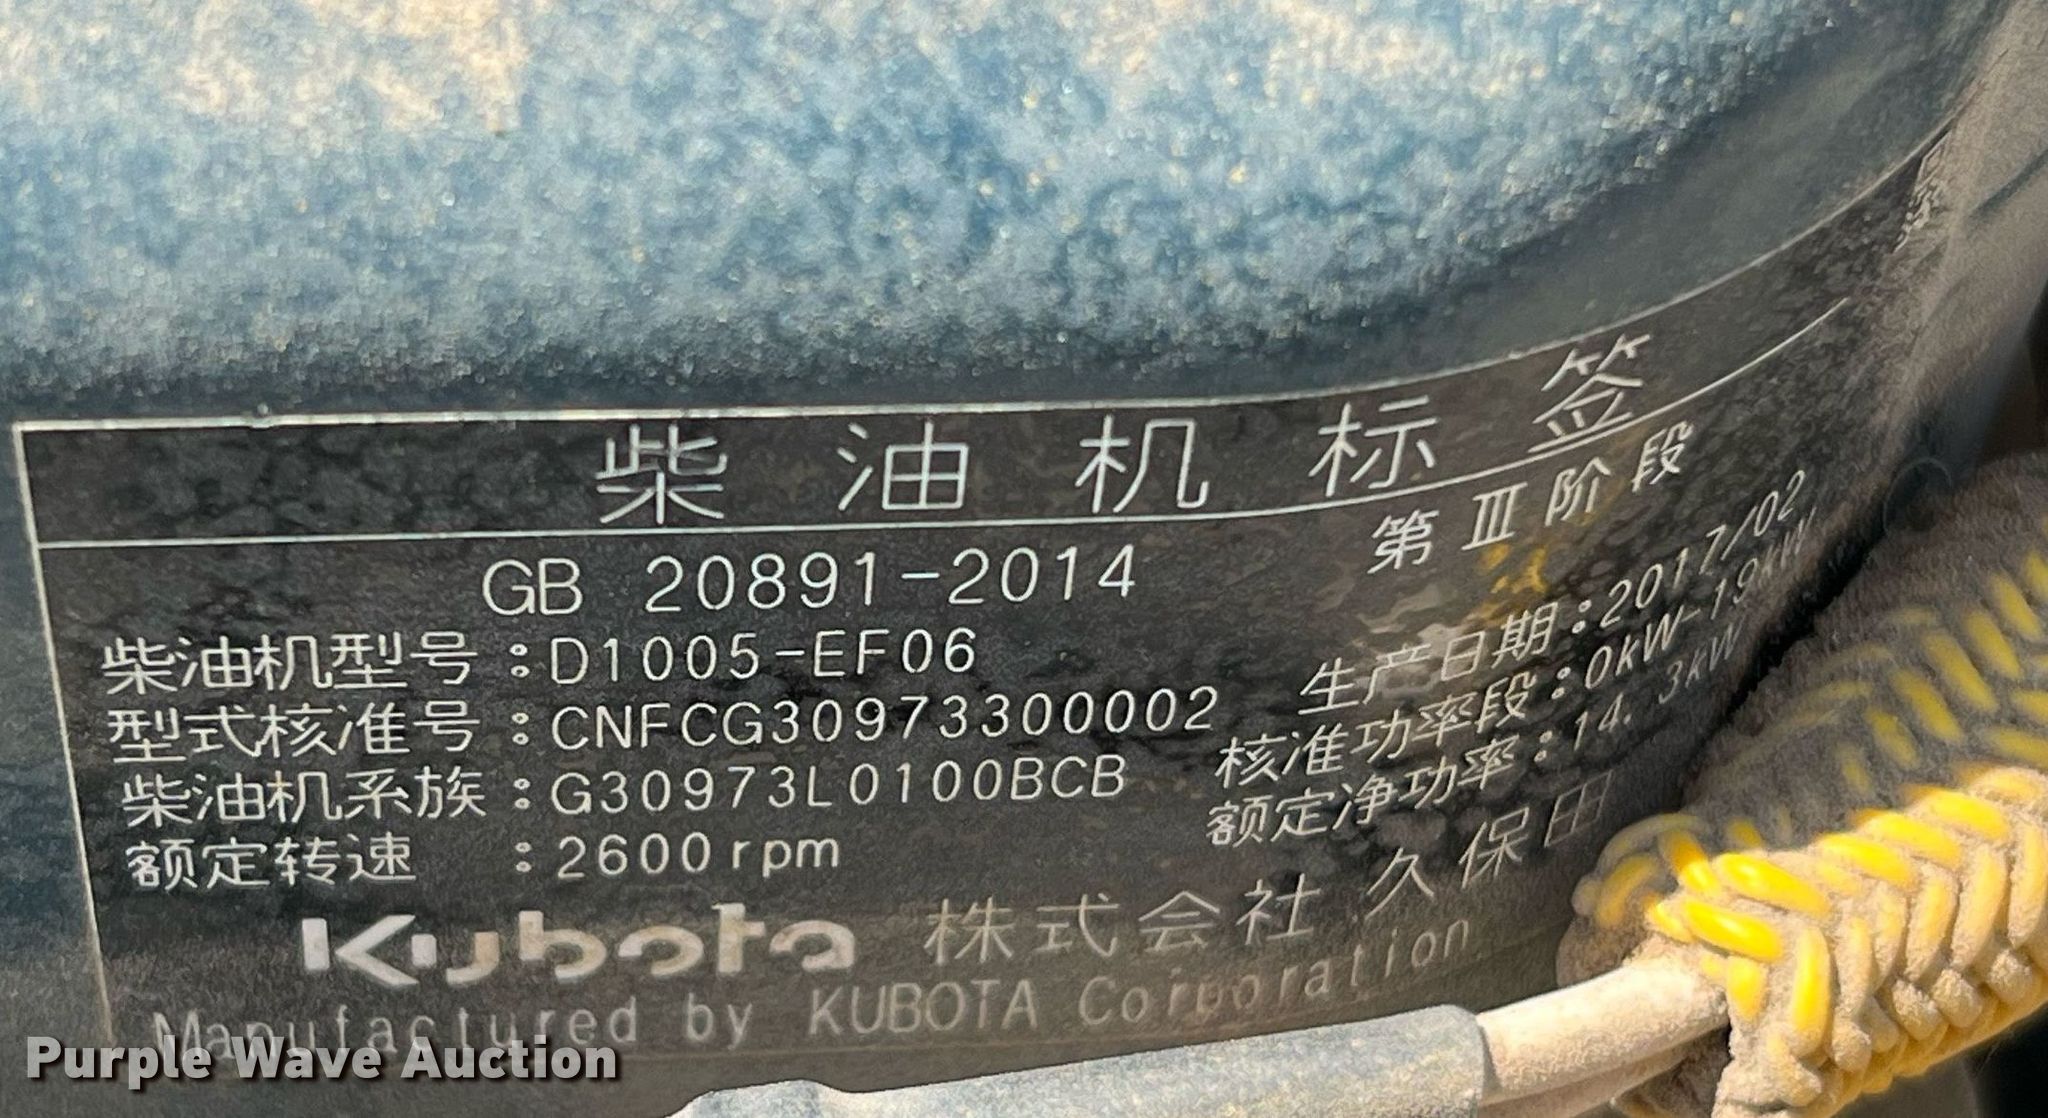 柴油机标签
GB 20891-2014 第Ⅲ阶段
柴油机型号:D1005-EF06 生产日期:2017/02
型式核准号:CNFCG30973300002 核准功率段:0kW-19kW
柴油机系族:G30973L0100BCB 额定净功率:14.3kW
额定转速:2600rpm
Kubota 株式会社 久保田
Manufactured by KUBOTA Corporation
Purple Wave Auction